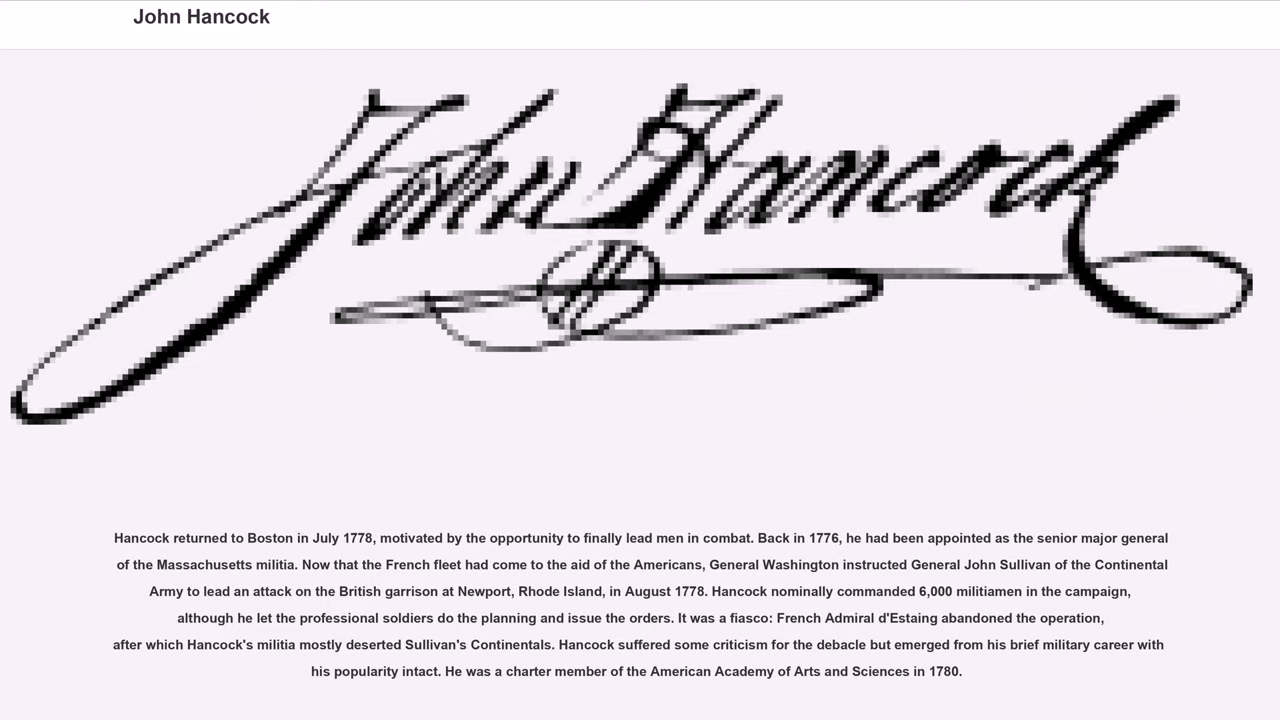 John Hancock
John Hancock
Hancock returned to Boston in July 1778, motivated by the opportunity to finally lead men in combat. Back in 1776, he had been appointed as the senior major general
of the Massachusetts militia. Now that the French fleet had come to the aid of the Americans, General Washington instructed General John Sullivan of the Continental
Army to lead an attack on the British garrison at Newport, Rhode Island, in August 1778. Hancock nominally commanded 6,000 militiamen in the campaign,
although he let the professional soldiers do the planning and issue the orders. It was a fiasco: French Admiral d'Estaing abandoned the operation,
after which Hancock's militia mostly deserted Sullivan's Continentals. Hancock suffered some criticism for the debacle but emerged from his brief military career with
his popularity intact. He was a charter member of the American Academy of Arts and Sciences in 1780.